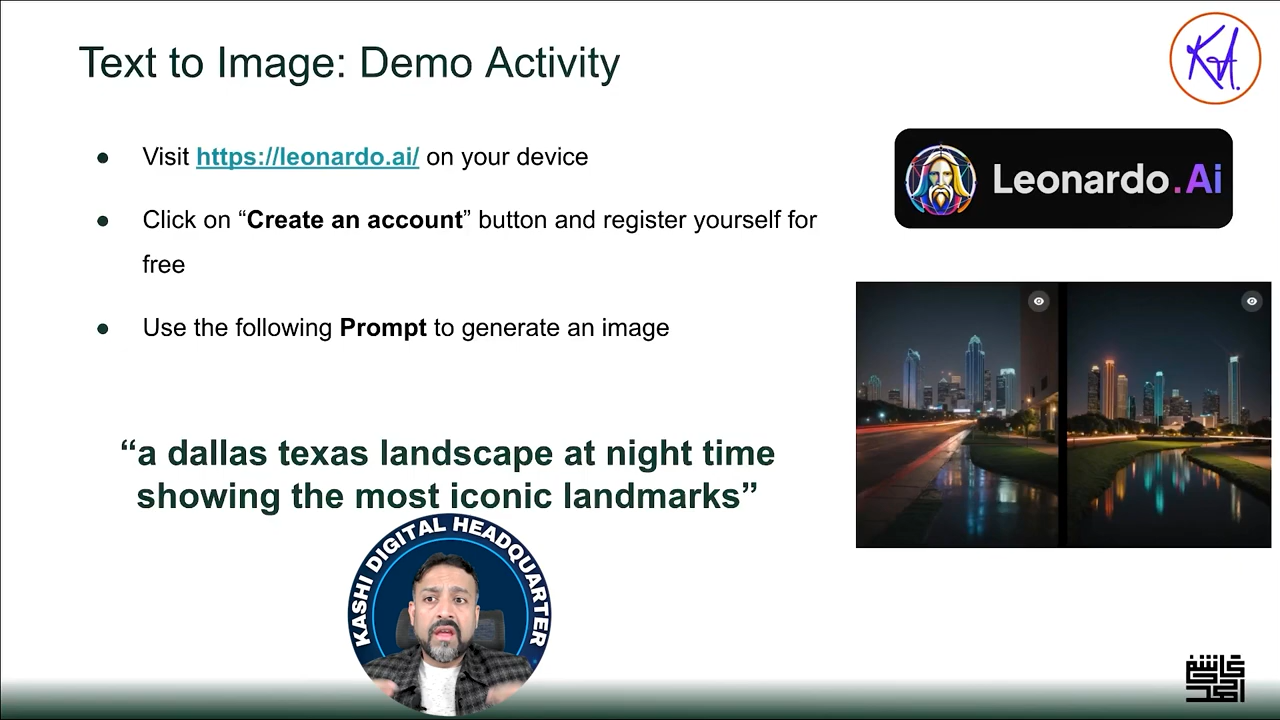 Text to Image: Demo Activity
● Visit https://leonardo.ai/ on your device
● Click on “Create an account” button and register yourself for
free
● Use the following Prompt to generate an image
“a dallas texas landscape at night time
showing the most iconic landmarks”
Leonardo.Ai
KASHI DIGITAL HEADQUARTER